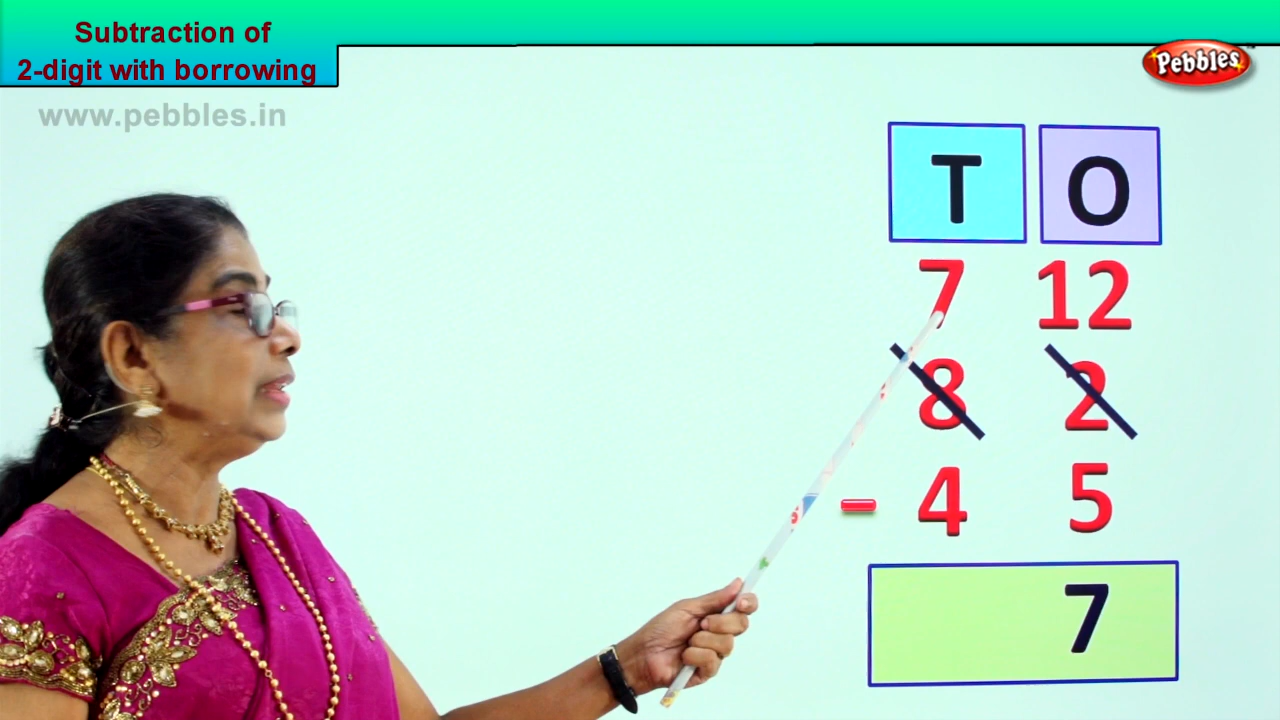 Subtraction of
2-digit with borrowing
Pebbles
www.pebbles.in
T O
7 12
8 2
- 4 5
7